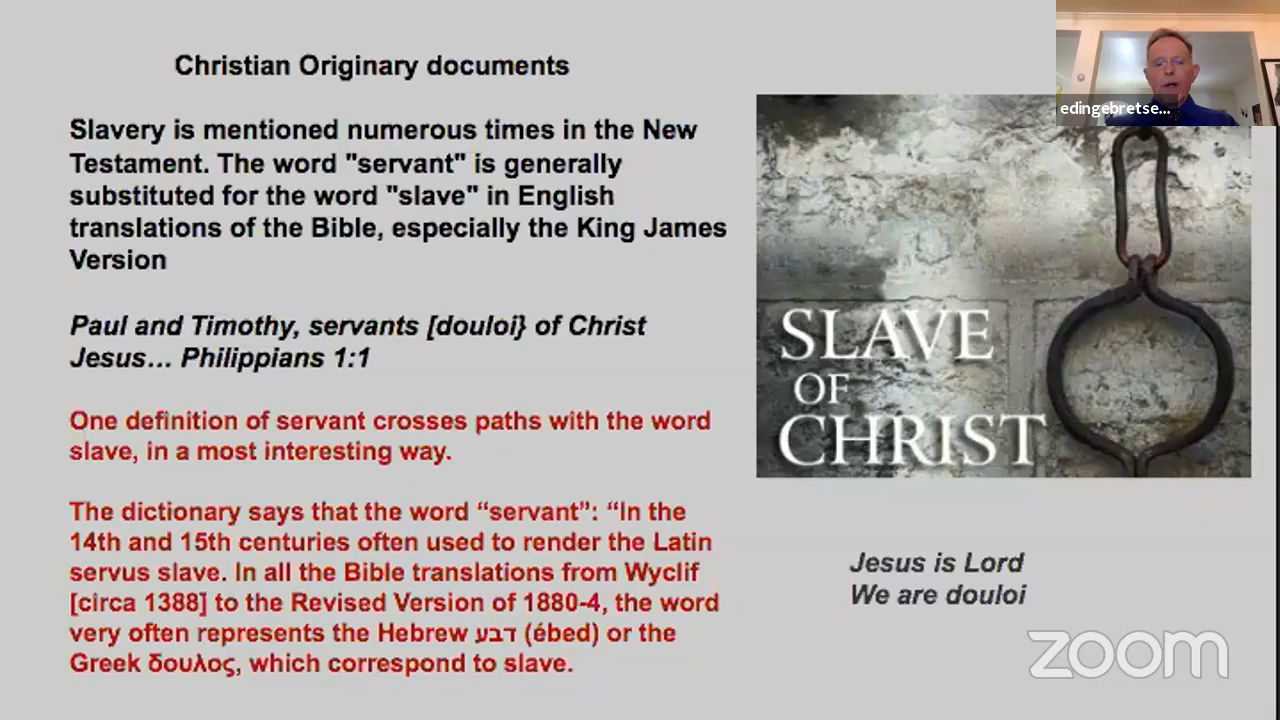 Christian Originary documents
Slavery is mentioned numerous times in the New
Testament. The word "servant" is generally
substituted for the word "slave" in English
translations of the Bible, especially the King James
Version
Paul and Timothy, servants [douloi} of Christ
Jesus… Philippians 1:1
One definition of servant crosses paths with the word
slave, in a most interesting way.
The dictionary says that the word “servant”: “In the
14th and 15th centuries often used to render the Latin
servus slave. In all the Bible translations from Wyclif
[circa 1388] to the Revised Version of 1880-4, the word
very often represents the Hebrew דבע (ébed) or the
Greek δουλος, which correspond to slave.
edingebretse...
SLAVE
OF
CHRIST
Jesus is Lord
We are douloi
zoom